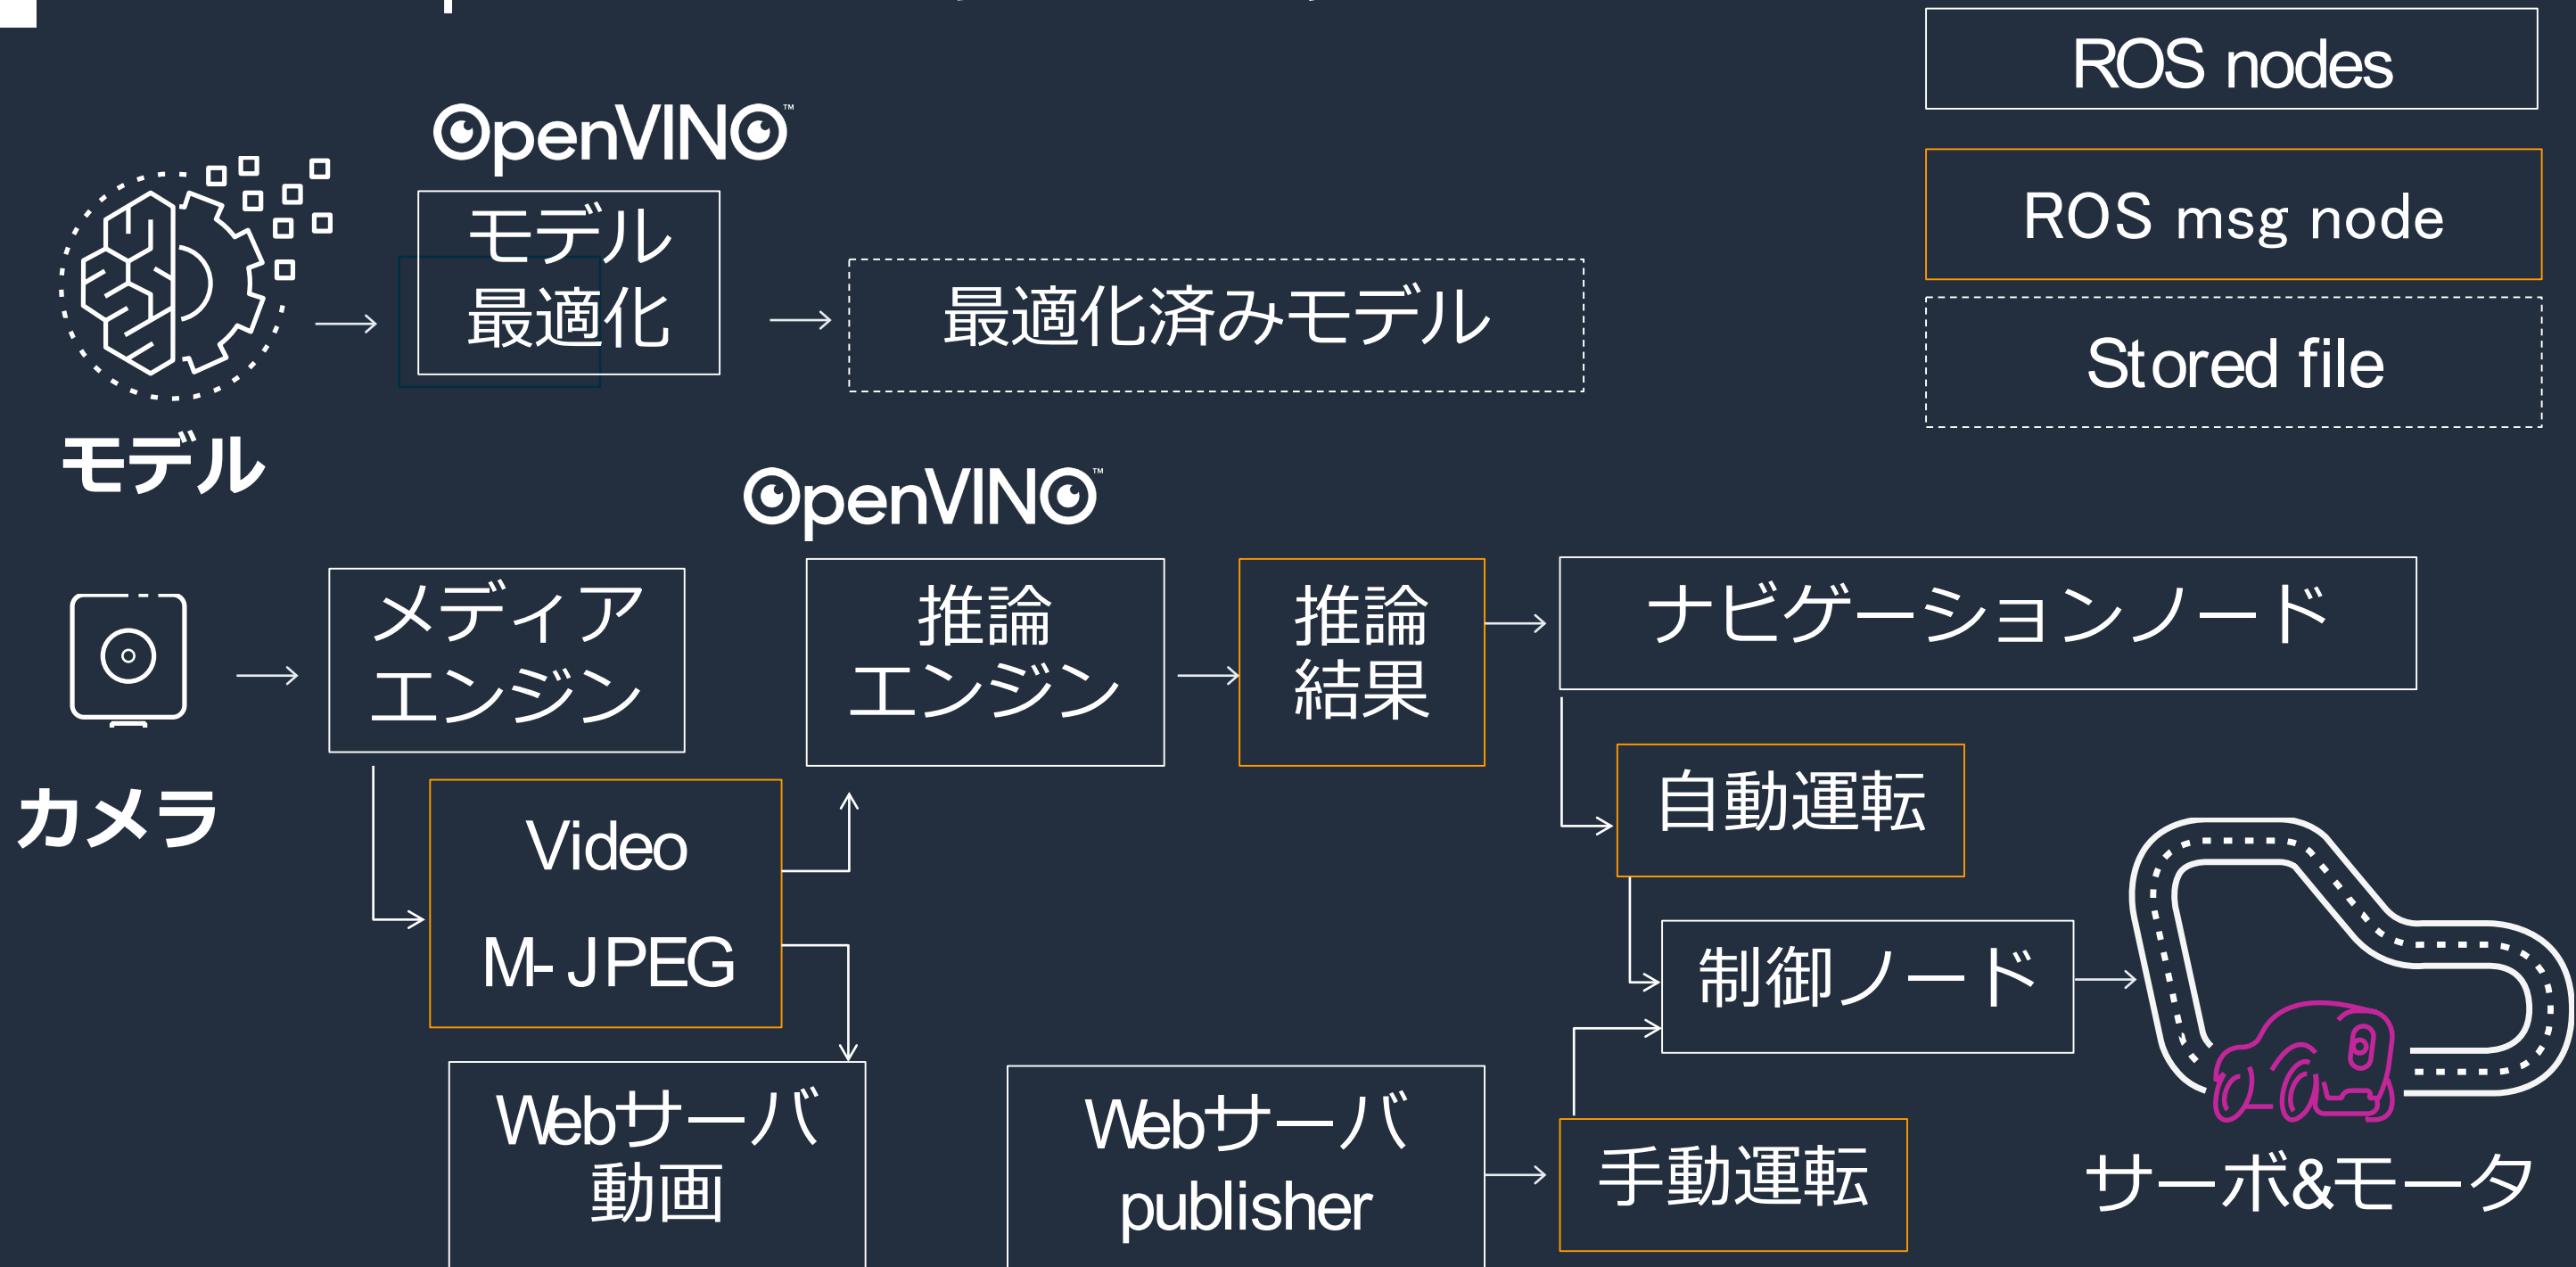 ROS nodes
OpenVINO™
ROS msg node
モデル
最適化
最適化済みモデル
Stored file
モデル
OpenVINO™
メディア
エンジン
推論
エンジン
推論
結果
ナビゲーションノード
カメラ
Video
M-JPEG
自動運転
制御ノード
Webサーバ
動画
Webサーバ
publisher
手動運転
サーボ&モータ